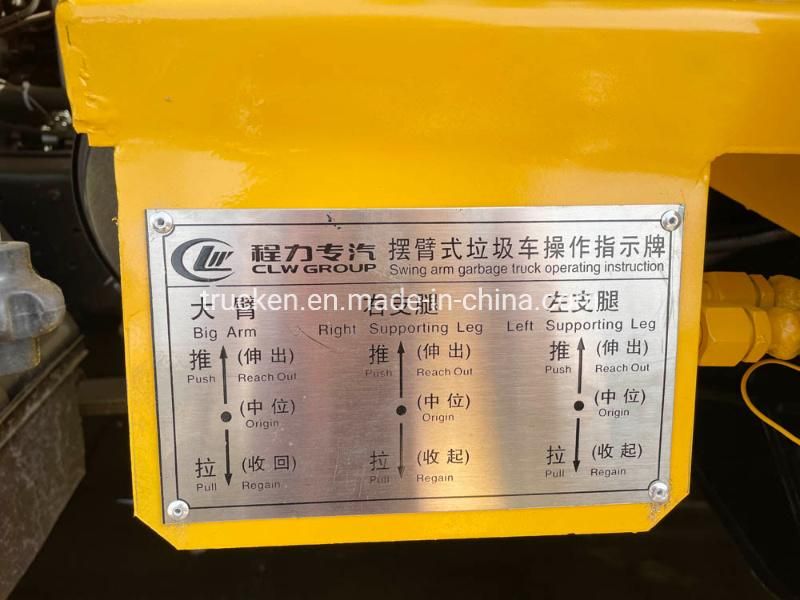 CLW 程力专汽 摆臂式垃圾车操作指示牌
CLW GROUP Swing arm garbage truck operating instruction
trucken.en.made-in-china.com
大臂 右支腿 左支腿
Big Arm Right Supporting Leg Left Supporting Leg
推 (伸出) 推 (伸出) 推 (伸出)
Push Reach Out Push Reach Out Push Reach Out
(中位) (中位) (中位)
Origin Origin Origin
拉 (收回) 拉 (收起) 拉 (收起)
Pull Regain Pull Regain Pull Regain